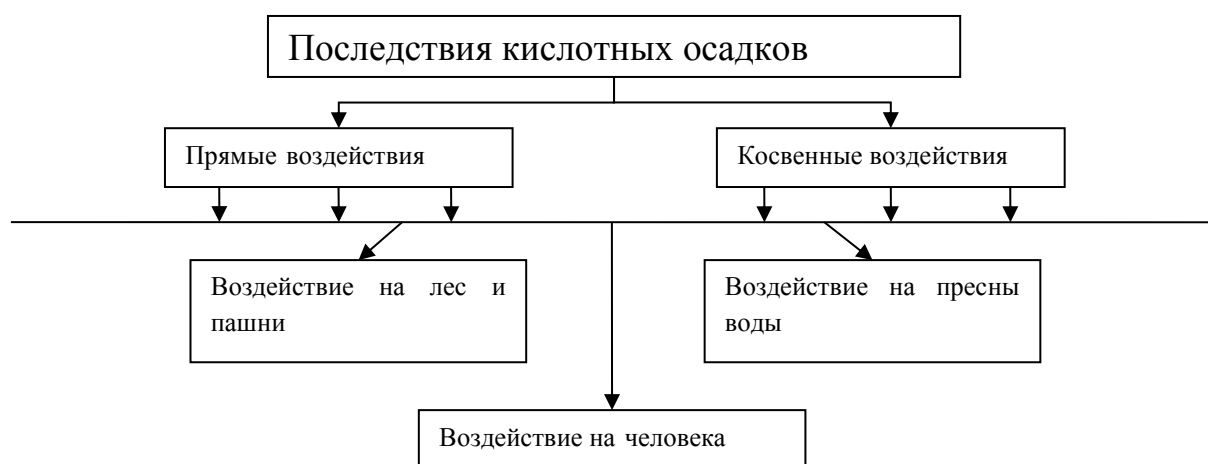 Последствия кислотных осадков
Прямые воздействия
Косвенные воздействия
Воздействие на лес и
пашни
Воздействие на пресны
воды
Воздействие на человека